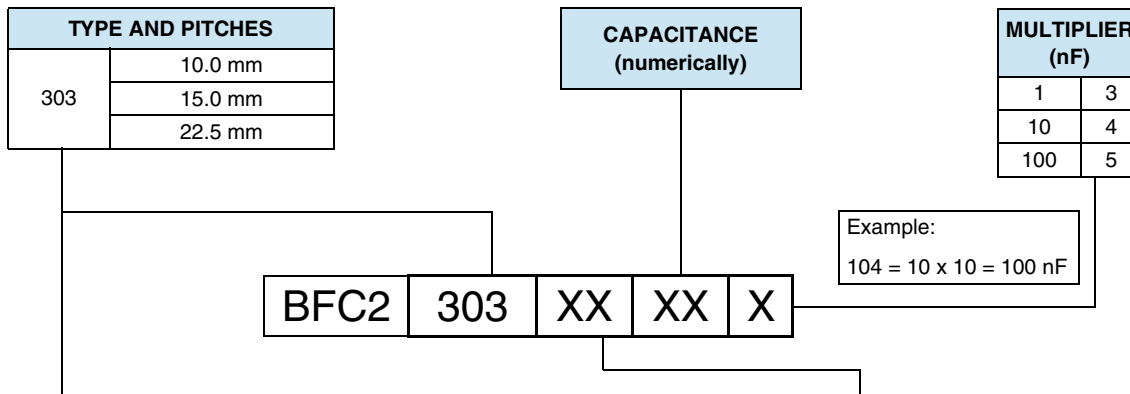 TYPE AND PITCHES
303
10.0 mm
15.0 mm
22.5 mm
CAPACITANCE
(numerically)
MULTIPLIER
(nF)
1 3
10 4
100 5
Example:
104 = 10 x 10 = 100 nF
BFC2 303 XX XX X